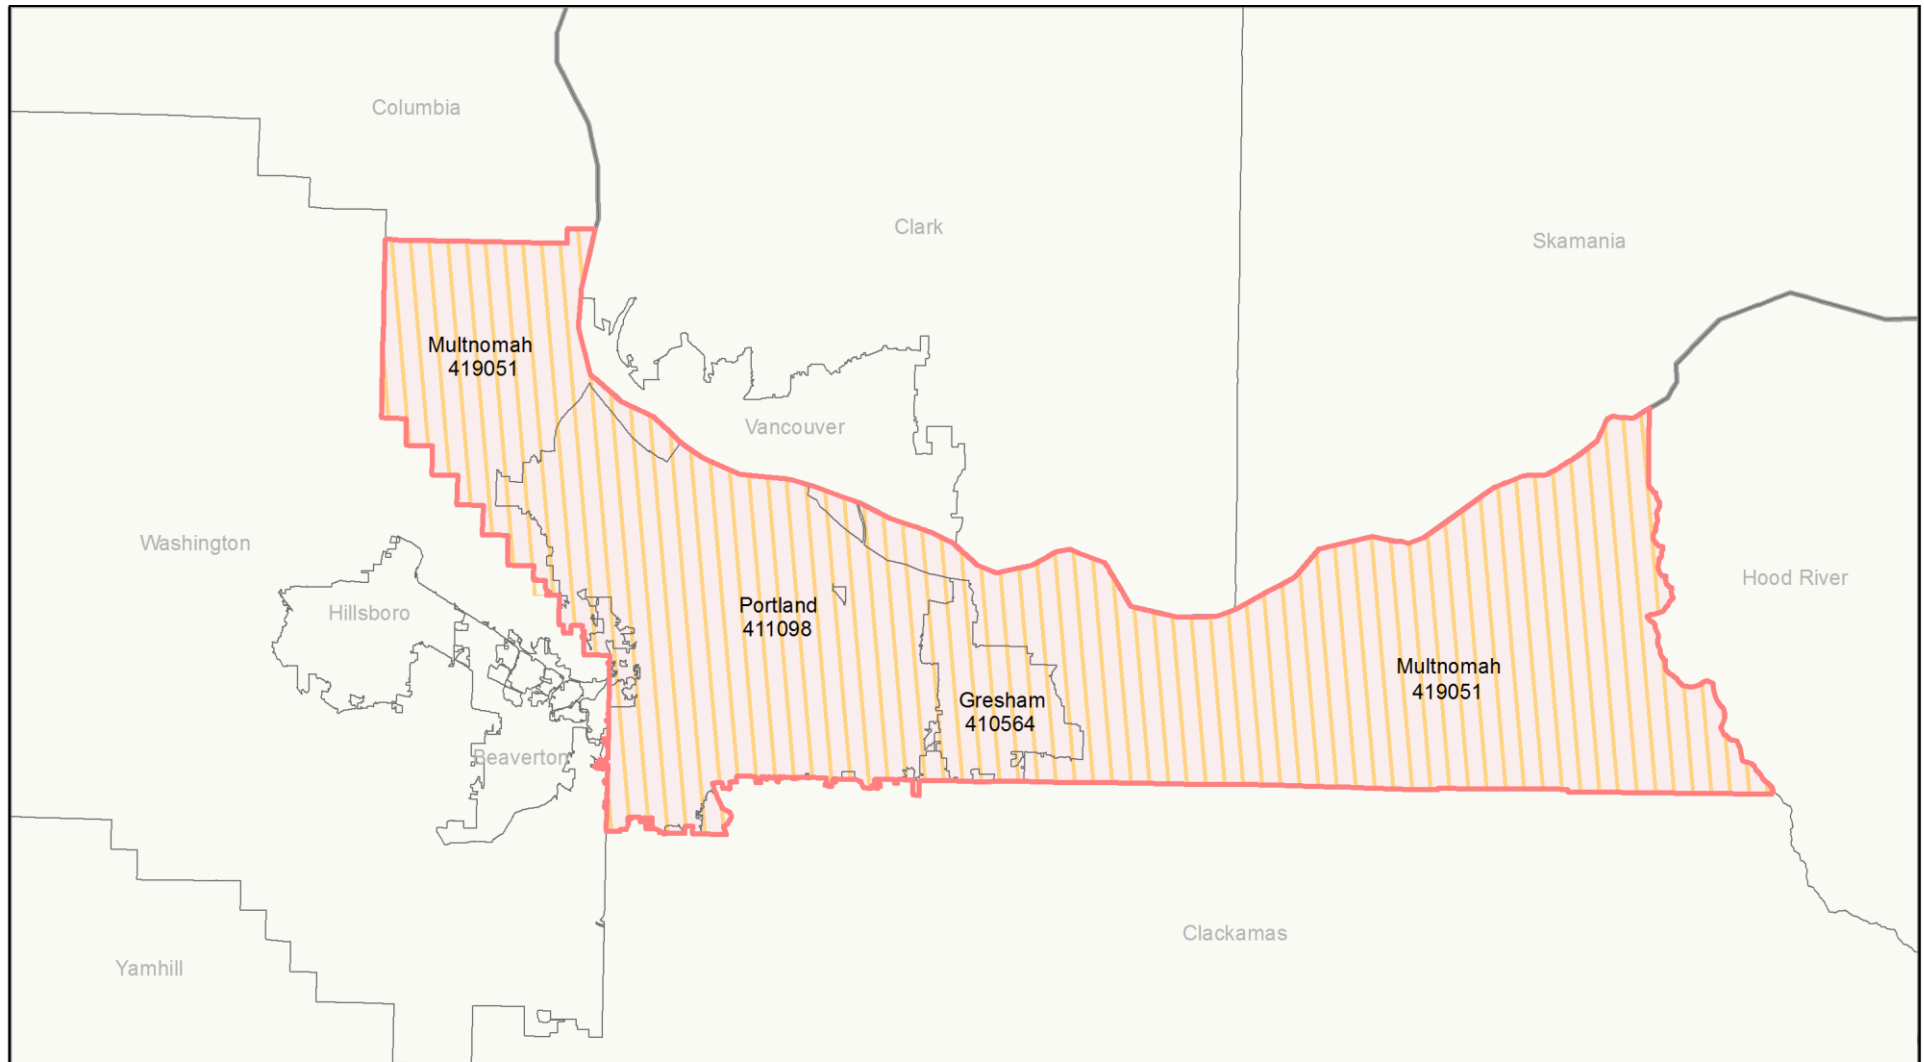 Columbia
Clark
Skamania
Multnomah
419051
Vancouver
Washington
Hood River
Hillsboro
Portland
411098
Multnomah
419051
Gresham
410564
Beaverton
Clackamas
Yamhill